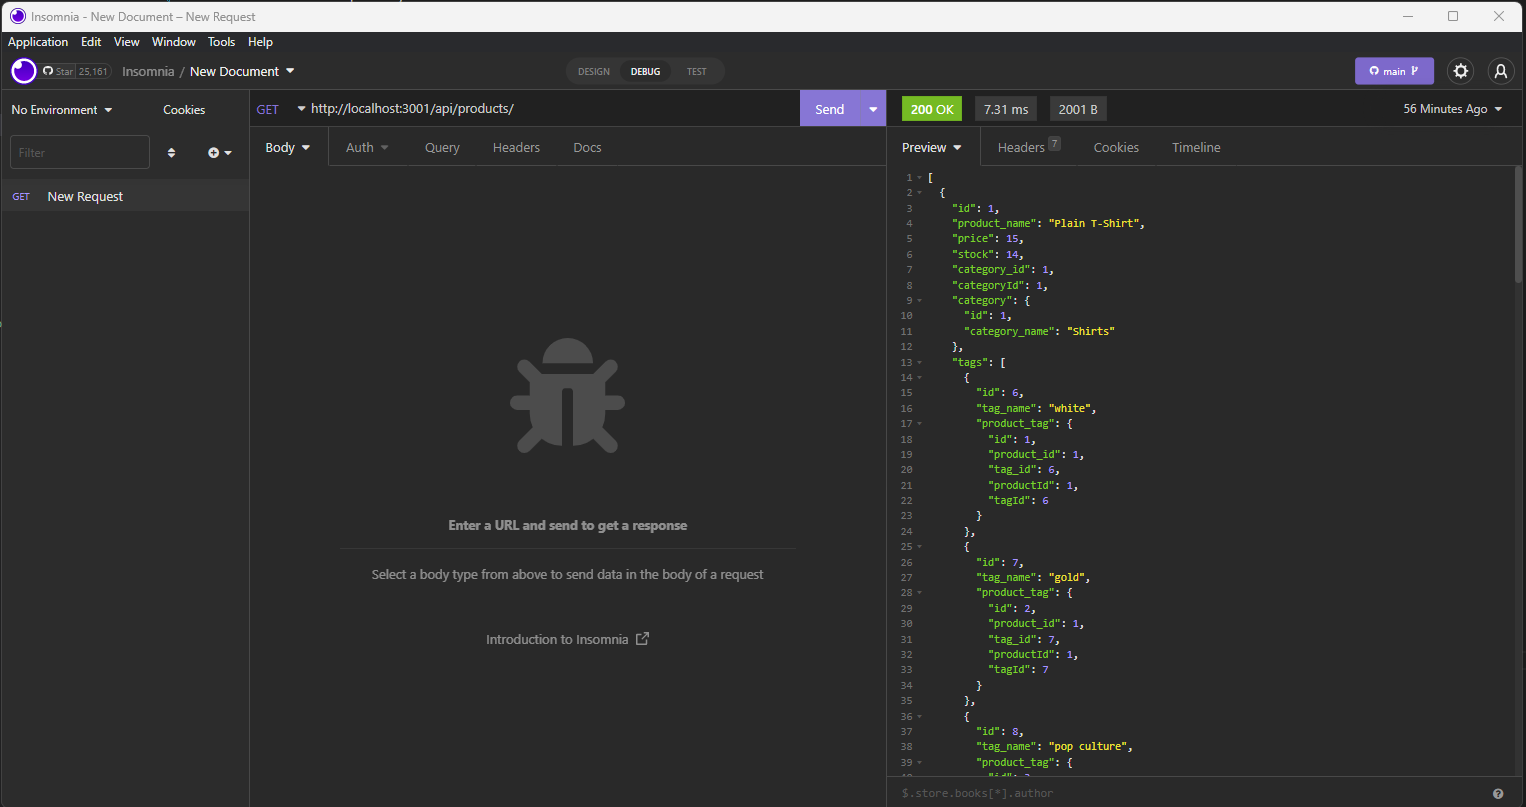 Insomnia - New Document – New Request
Application Edit View Window Tools Help
Star 25,161 Insomnia / New Document DESIGN DEBUG TEST main
No Environment Cookies
Filter
GET New Request
GET http://localhost:3001/api/products/ Send
Body Auth Query Headers Docs
Enter a URL and send to get a response
Select a body type from above to send data in the body of a request
Introduction to Insomnia
200 OK 7.31 ms 2001 B 56 Minutes Ago
Preview Headers 7 Cookies Timeline
1 [
2 {
3 "id": 1,
4 "product_name": "Plain T-Shirt",
5 "price": 15,
6 "stock": 14,
7 "category_id": 1,
8 "categoryId": 1,
9 "category": {
10 "id": 1,
11 "category_name": "Shirts"
12 },
13 "tags": [
14 {
15 "id": 6,
16 "tag_name": "white",
17 "product_tag": {
18 "id": 1,
19 "product_id": 1,
20 "tag_id": 6,
21 "productId": 1,
22 "tagId": 6
23 }
24 },
25 {
26 "id": 7,
27 "tag_name": "gold",
28 "product_tag": {
29 "id": 2,
30 "product_id": 1,
31 "tag_id": 7,
32 "productId": 1,
33 "tagId": 7
34 }
35 },
36 {
37 "id": 8,
38 "tag_name": "pop culture",
39 "product_tag": {
$.store.books[*].author